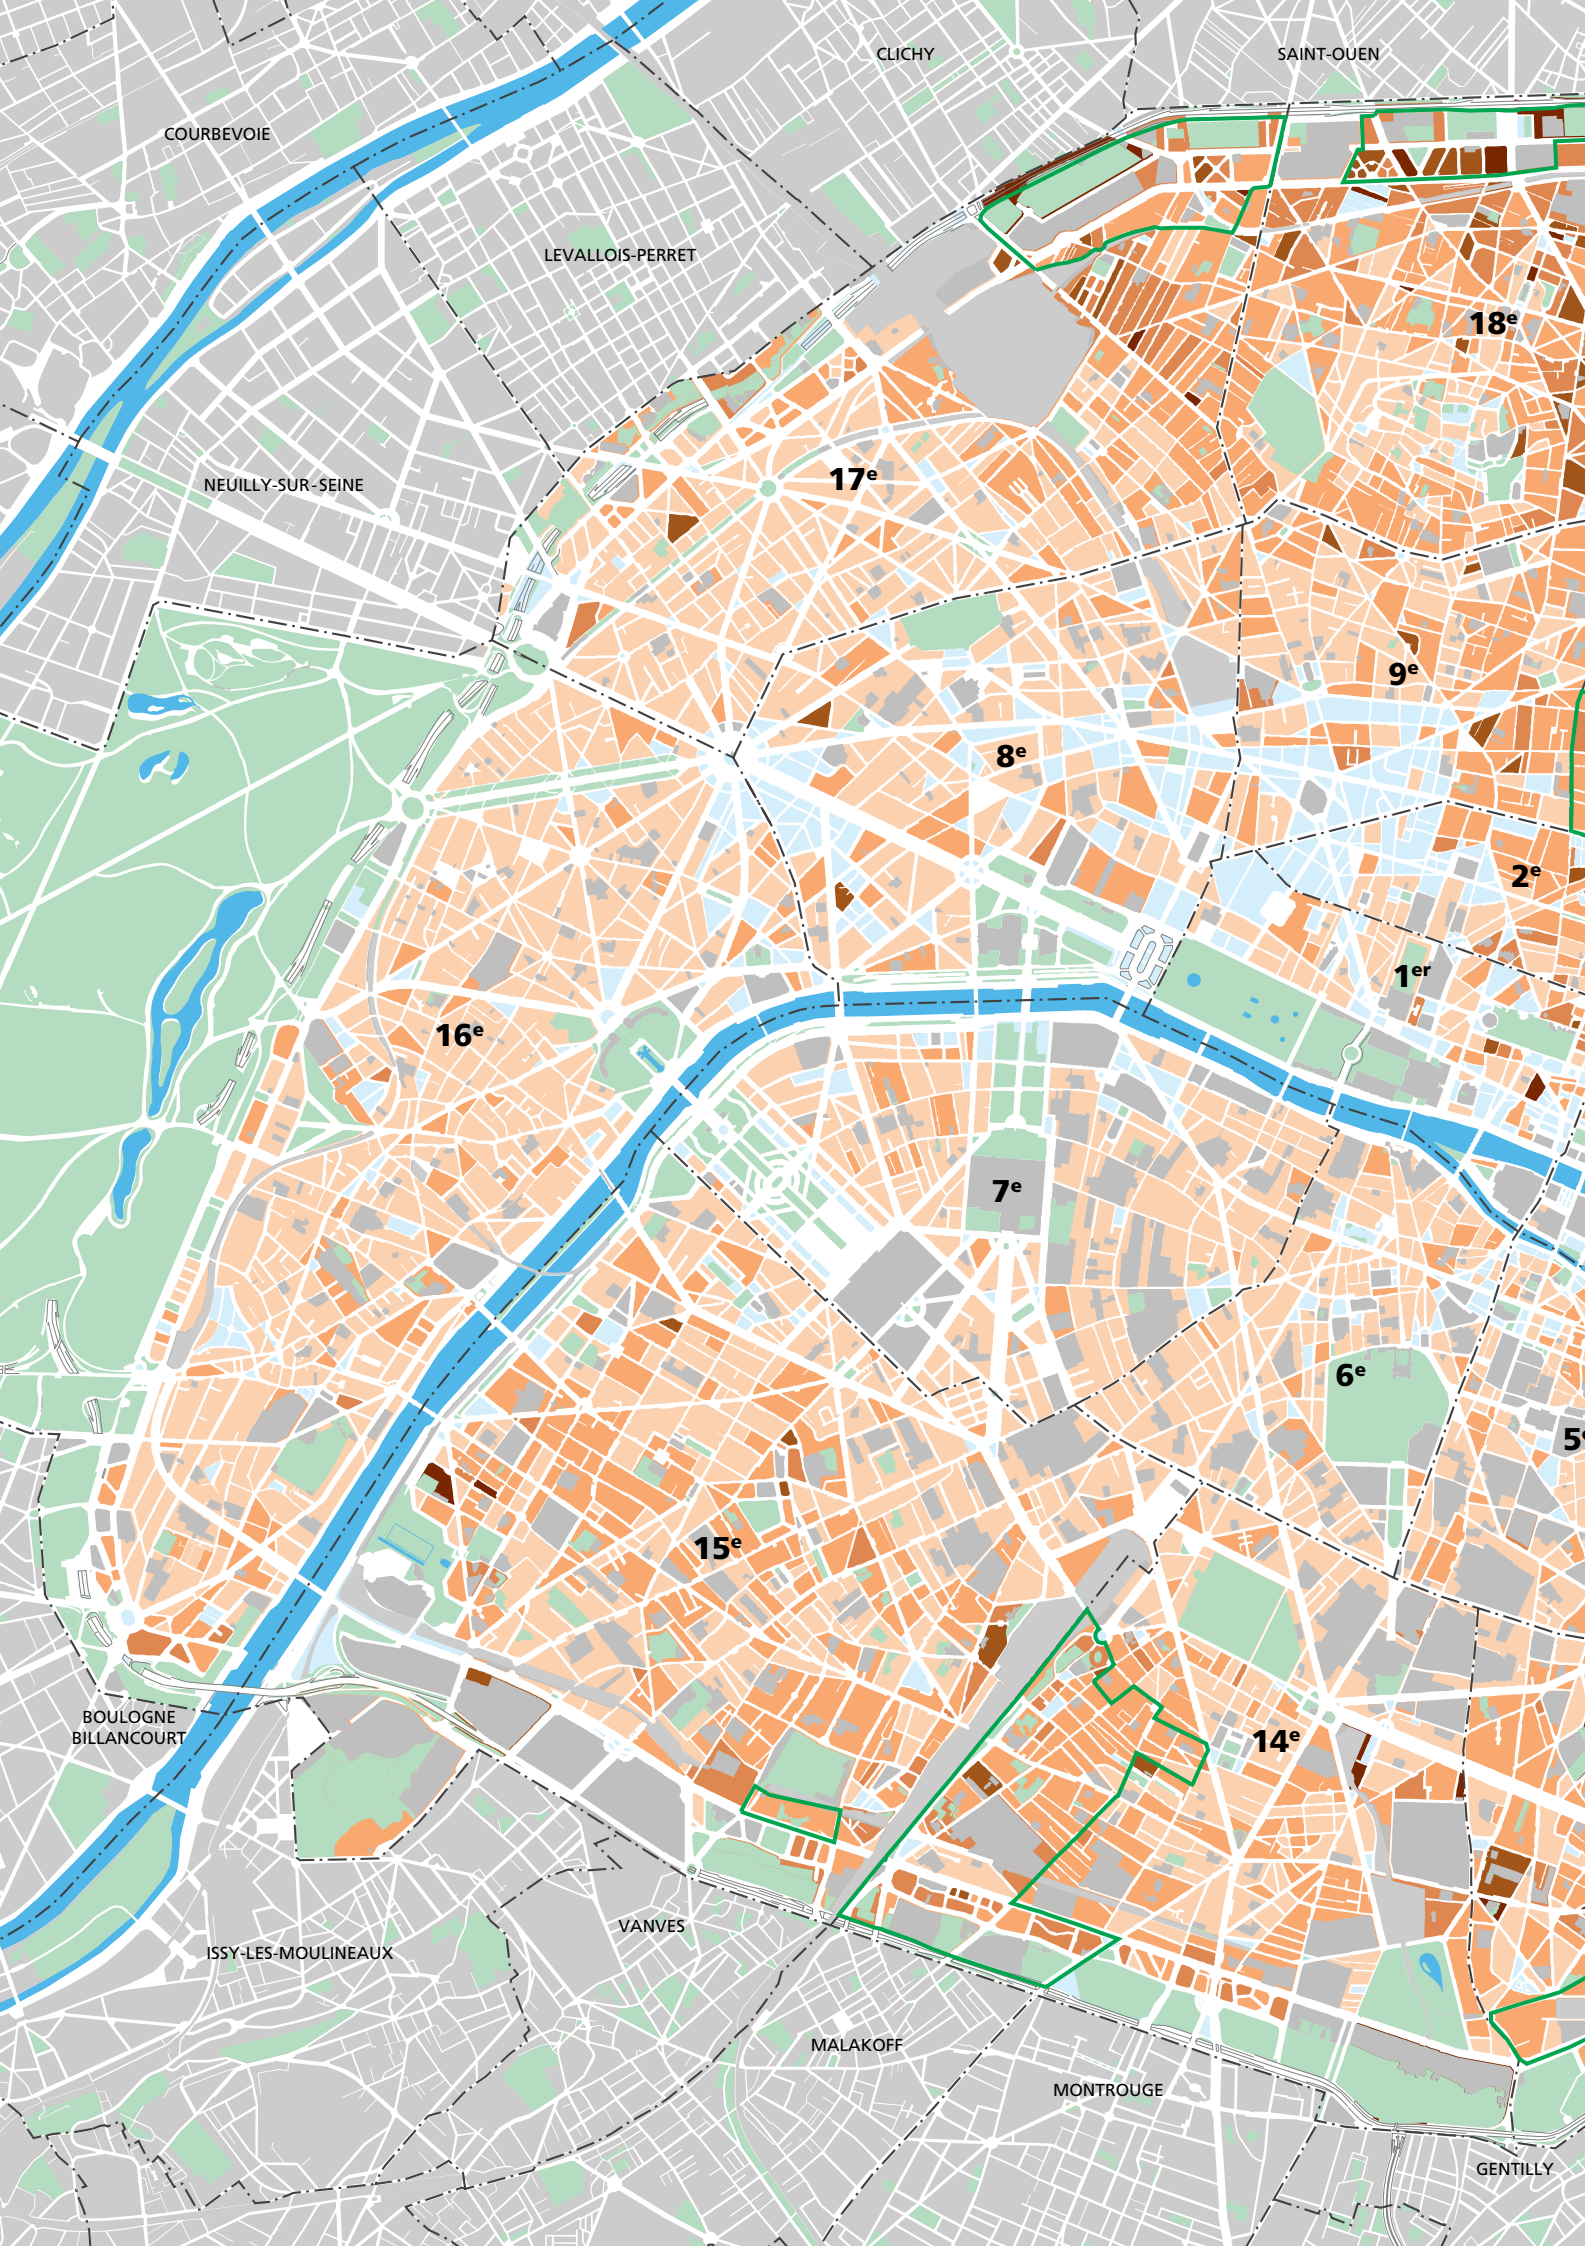 CLICHY
SAINT-OUEN
COURBEVOIE
LEVALLOIS-PERRET
18e
NEUILLY-SUR-SEINE
17e
9e
8e
2e
1er
16e
7e
6e
5e
15e
BOULOGNE
BILLANCOURT
14e
VANVES
ISSY-LES-MOULINEAUX
MALAKOFF
MONTROUGE
GENTILLY